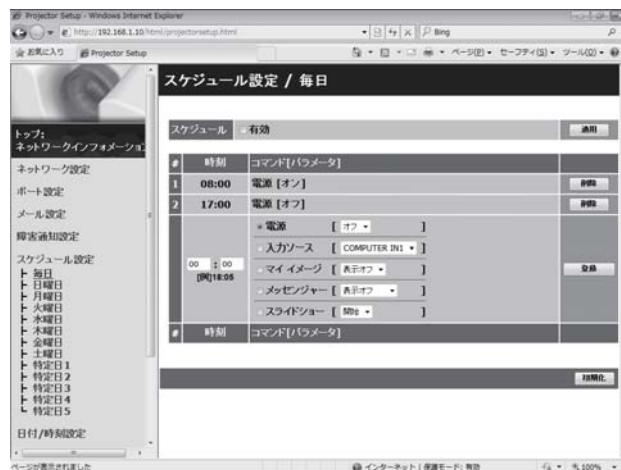 Projector Setup - Windows Internet Explorer
http://192.168.1.10/html/projectorsetup.html
Bing
お気に入り Projector Setup
ページ(P) セーフティ(S) ツール(O)
スケジュール設定 / 毎日
トップ:
ネットワークインフォメーション
ネットワーク設定
ポート設定
メール設定
障害通知設定
スケジュール設定
毎日
日曜日
月曜日
火曜日
水曜日
木曜日
金曜日
土曜日
特定日1
特定日2
特定日3
特定日4
特定日5
日付/時刻設定
スケジュール 有効 適用
# 時刻 コマンド[パラメータ]
1 08:00 電源 [オン] 削除
2 17:00 電源 [オフ] 削除
00 : 00
[例]18:05
電源 [ オフ ]
入力ソース [ COMPUTER IN1 ]
マイ イメージ [ 表示オフ ]
メッセンジャー [ 表示オフ ]
スライドショー [ 開始 ]
登録
# 時刻 コマンド[パラメータ]
初期化
ページが表示されました
インターネット | 保護モード: 無効
100%